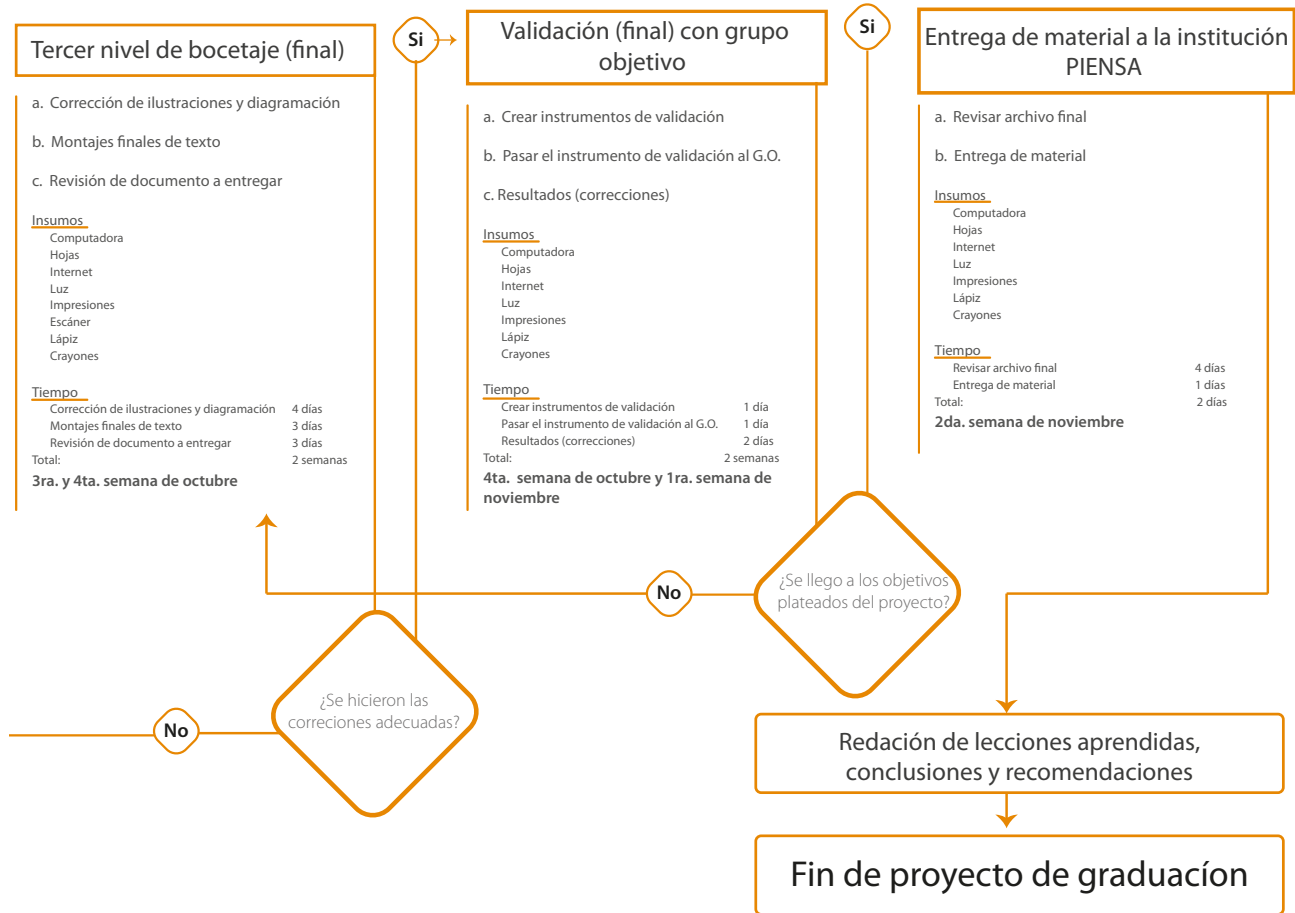 Tercer nivel de bocetaje (final)
a. Corrección de ilustraciones y diagramación
b. Montajes finales de texto
c. Revisión de documento a entregar
Insumos
Computadora
Hojas
Internet
Luz
Impresiones
Escáner
Lápiz
Crayones
Tiempo
Corrección de ilustraciones y diagramación 4 días
Montajes finales de texto 3 días
Revisión de documento a entregar 3 días
Total: 2 semanas
3ra. y 4ta. semana de octubre
¿Se hicieron las
correciones adecuadas?
No
Si
Validación (final) con grupo
objetivo
a. Crear instrumentos de validación
b. Pasar el instrumento de validación al G.O.
c. Resultados (correcciones)
Insumos
Computadora
Hojas
Internet
Luz
Impresiones
Lápiz
Crayones
Tiempo
Crear instrumentos de validación 1 día
Pasar el instrumento de validación al G.O. 1 día
Resultados (correcciones) 2 días
Total: 2 semanas
4ta. semana de octubre y 1ra. semana de
noviembre
¿Se llego a los objetivos
plateados del proyecto?
No
Si
Entrega de material a la institución
PIENSA
a. Revisar archivo final
b. Entrega de material
Insumos
Computadora
Hojas
Internet
Luz
Impresiones
Lápiz
Crayones
Tiempo
Revisar archivo final 4 días
Entrega de material 1 días
Total: 2 días
2da. semana de noviembre
Redación de lecciones aprendidas,
conclusiones y recomendaciones
Fin de proyecto de graduacíon